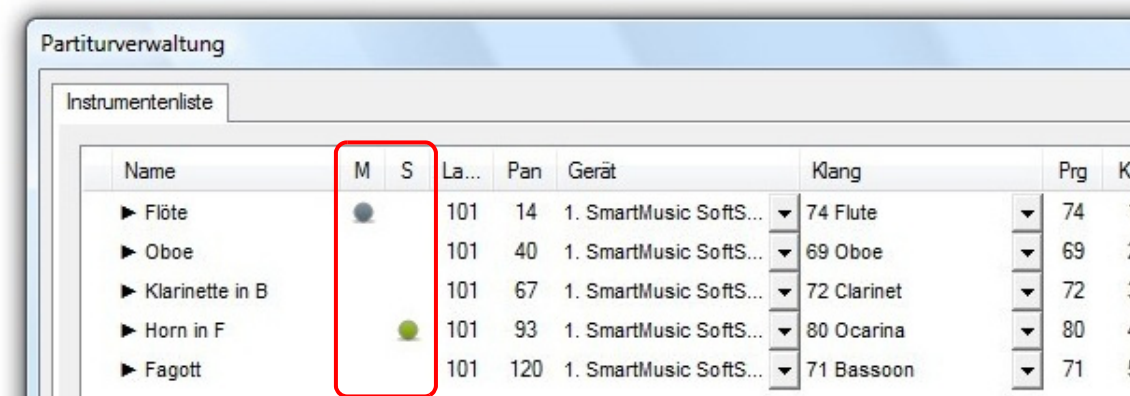 Partiturverwaltung
Instrumentenliste
Name M S La... Pan Gerät Klang Prg K
▶ Flöte 101 14 1. SmartMusic SoftS... 74 Flute 74
▶ Oboe 101 40 1. SmartMusic SoftS... 69 Oboe 69
▶ Klarinette in B 101 67 1. SmartMusic SoftS... 72 Clarinet 72
▶ Horn in F 101 93 1. SmartMusic SoftS... 80 Ocarina 80
▶ Fagott 101 120 1. SmartMusic SoftS... 71 Bassoon 71